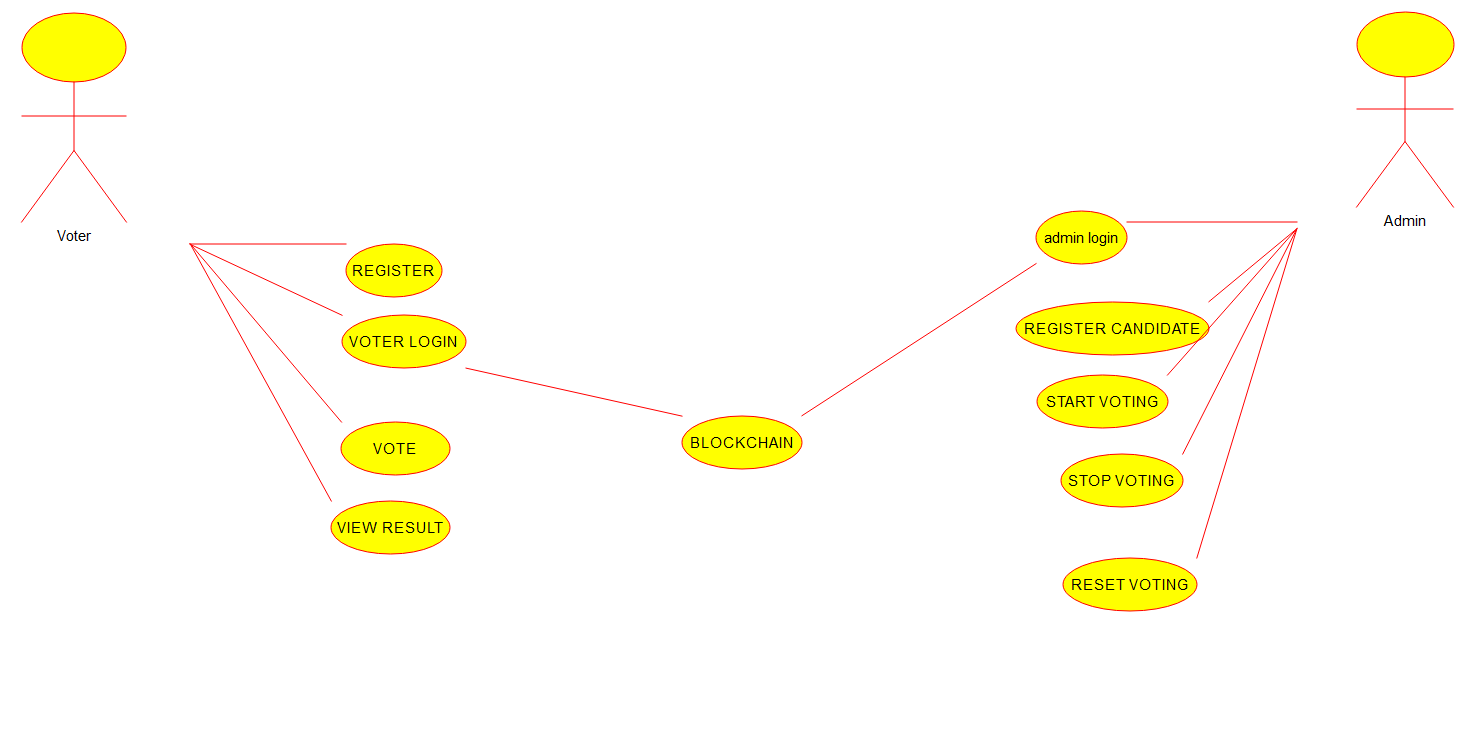 Voter
Admin
REGISTER
VOTER LOGIN
VOTE
VIEW RESULT
BLOCKCHAIN
admin login
REGISTER CANDIDATE
START VOTING
STOP VOTING
RESET VOTING